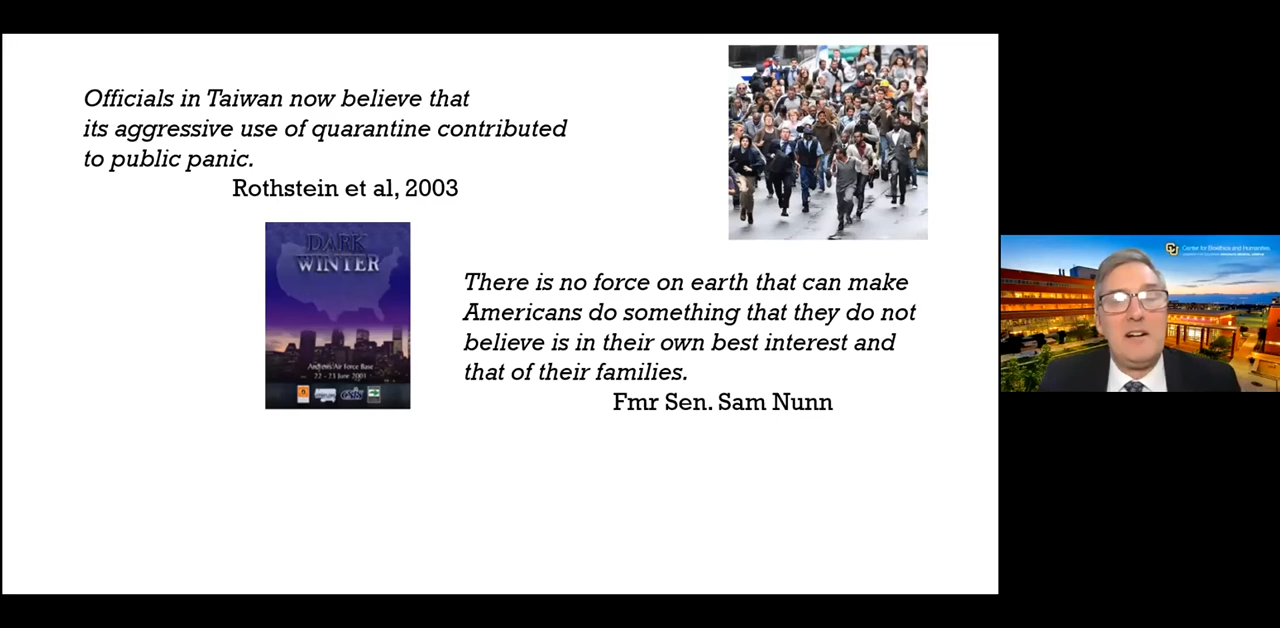 Officials in Taiwan now believe that
its aggressive use of quarantine contributed
to public panic.
Rothstein et al, 2003
DARK
WINTER
Andrews Air Force Base
22 - 23 June 2001
csis
There is no force on earth that can make
Americans do something that they do not
believe is in their own best interest and
that of their families.
Fmr Sen. Sam Nunn
CU
Center for Bioethics and Humanities